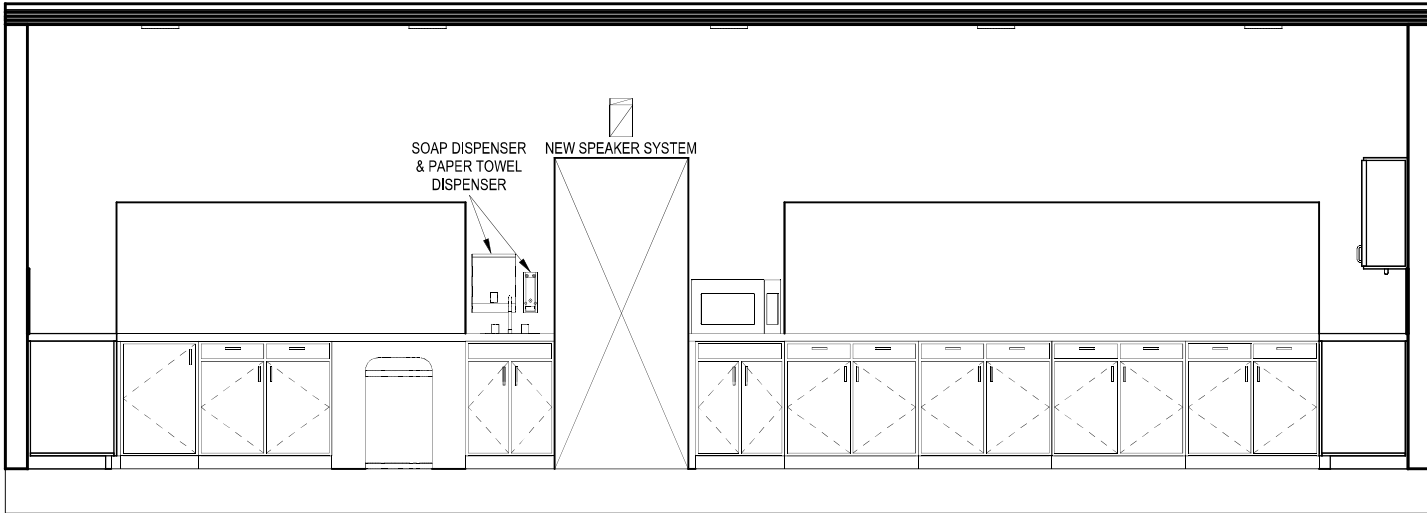 SOAP DISPENSER
& PAPER TOWEL
DISPENSER
NEW SPEAKER SYSTEM